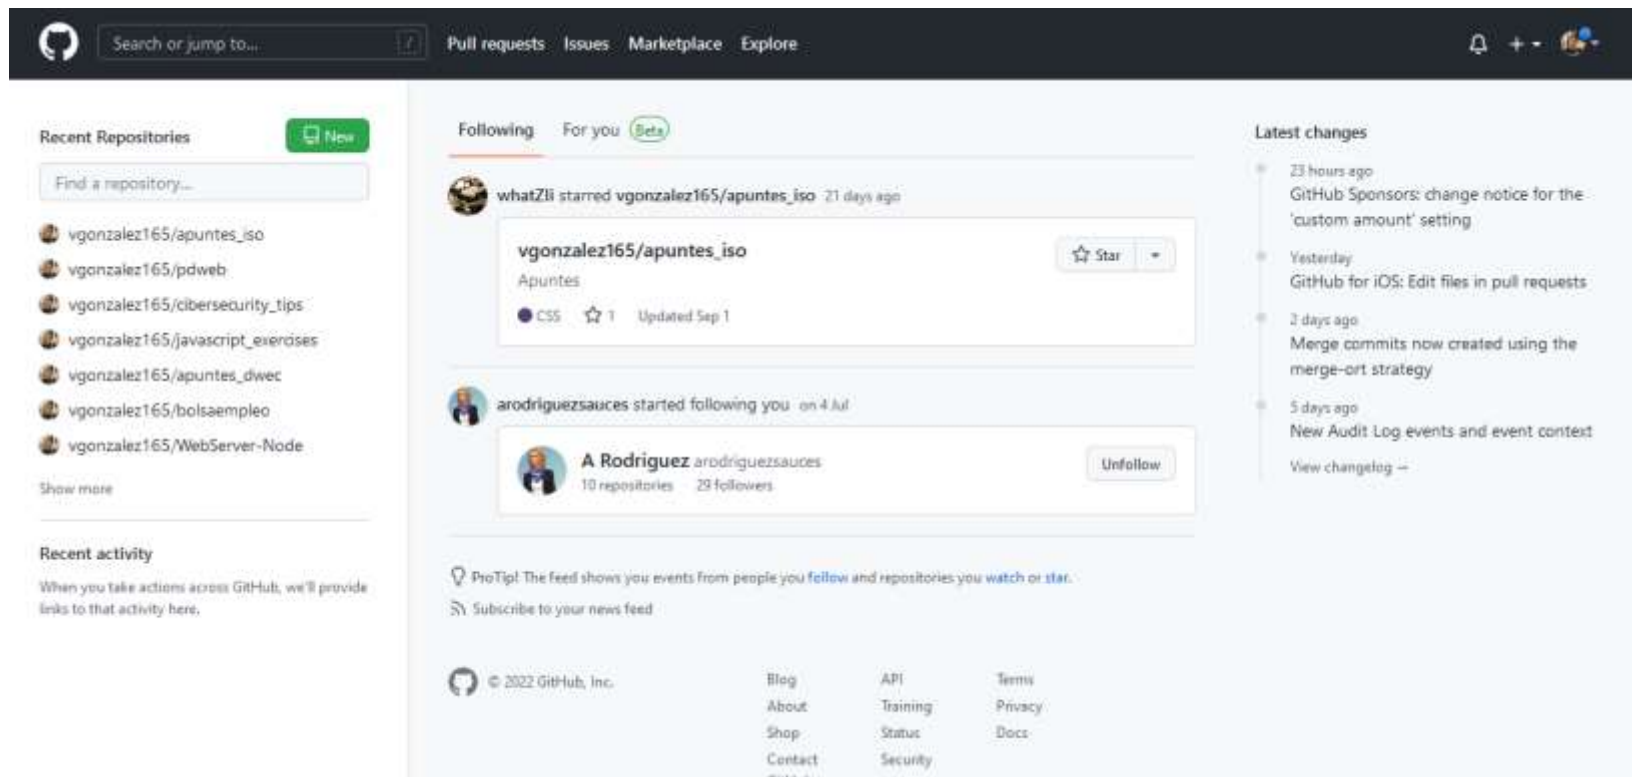 Search or jump to...
/
Pull requests Issues Marketplace Explore
Recent Repositories
New
Find a repository...
vgonzalez165/apuntes_iso
vgonzalez165/pdweb
vgonzalez165/cibersecurity_tips
vgonzalez165/javascript_exercises
vgonzalez165/apuntes_dwec
vgonzalez165/bolsaempleo
vgonzalez165/WebServer-Node
Show more
Recent activity
When you take actions across GitHub, we'll provide
links to that activity here.
Following For you Beta
whatZli starred vgonzalez165/apuntes_iso 21 days ago
vgonzalez165/apuntes_iso
Star
Apuntes
CSS 1 Updated Sep 1
arodriguezsauces started following you on 4 Jul
A Rodriguez arodriguezsauces
10 repositories 29 followers
Unfollow
ProTip! The feed shows you events from people you follow and repositories you watch or star.
Subscribe to your news feed
© 2022 GitHub, Inc.
Blog
About
Shop
Contact
API
Training
Status
Security
Terms
Privacy
Docs
Latest changes
23 hours ago
GitHub Sponsors: change notice for the
'custom amount' setting
Yesterday
GitHub for iOS: Edit files in pull requests
2 days ago
Merge commits now created using the
merge-ort strategy
5 days ago
New Audit Log events and event context
View changelog →